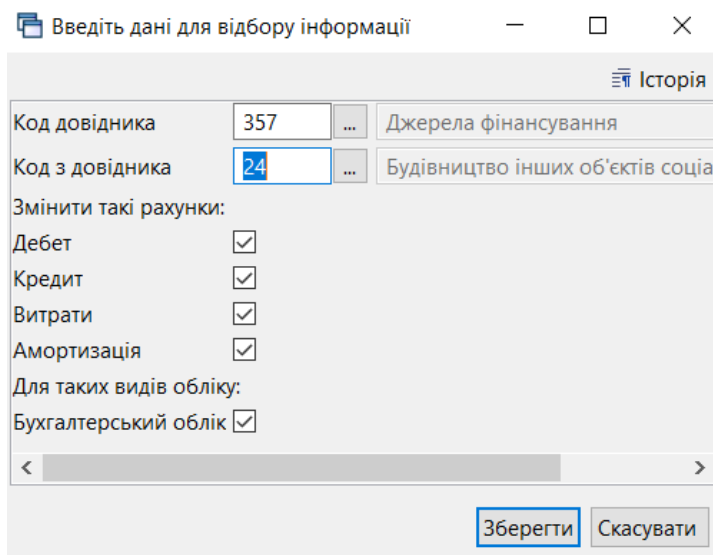 Введіть дані для відбору інформації
Історія
Код довідника 357 ... Джерела фінансування
Код з довідника 24 ... Будівництво інших об'єктів соціа
Змінити такі рахунки:
Дебет
Кредит
Витрати
Амортизація
Для таких видів обліку:
Бухгалтерський облік
Зберегти Скасувати